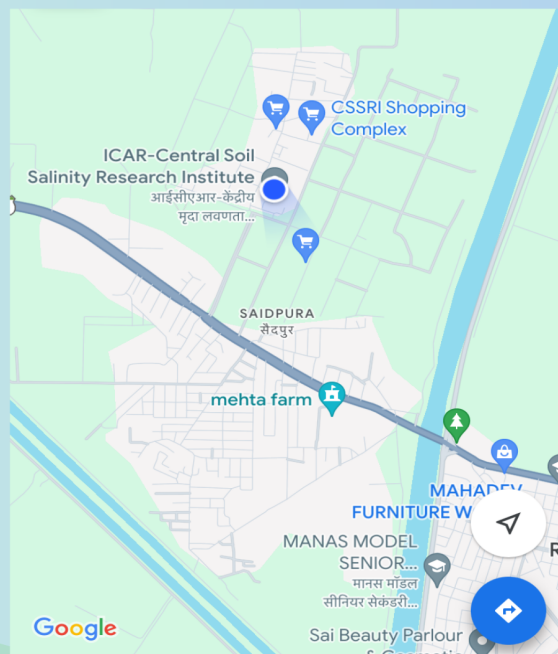 CSSRI Shopping
Complex
ICAR-Central Soil
Salinity Research Institute
आईसीएआर-केंद्रीय
मृदा लवणता...
SAIDPURA
सैदपुर
mehta farm
MAHADEV
FURNITURE W
MANAS MODEL
SENIOR...
मानस मॉडल
सीनियर सेकंडरी...
R
Sai Beauty Parlour
Google